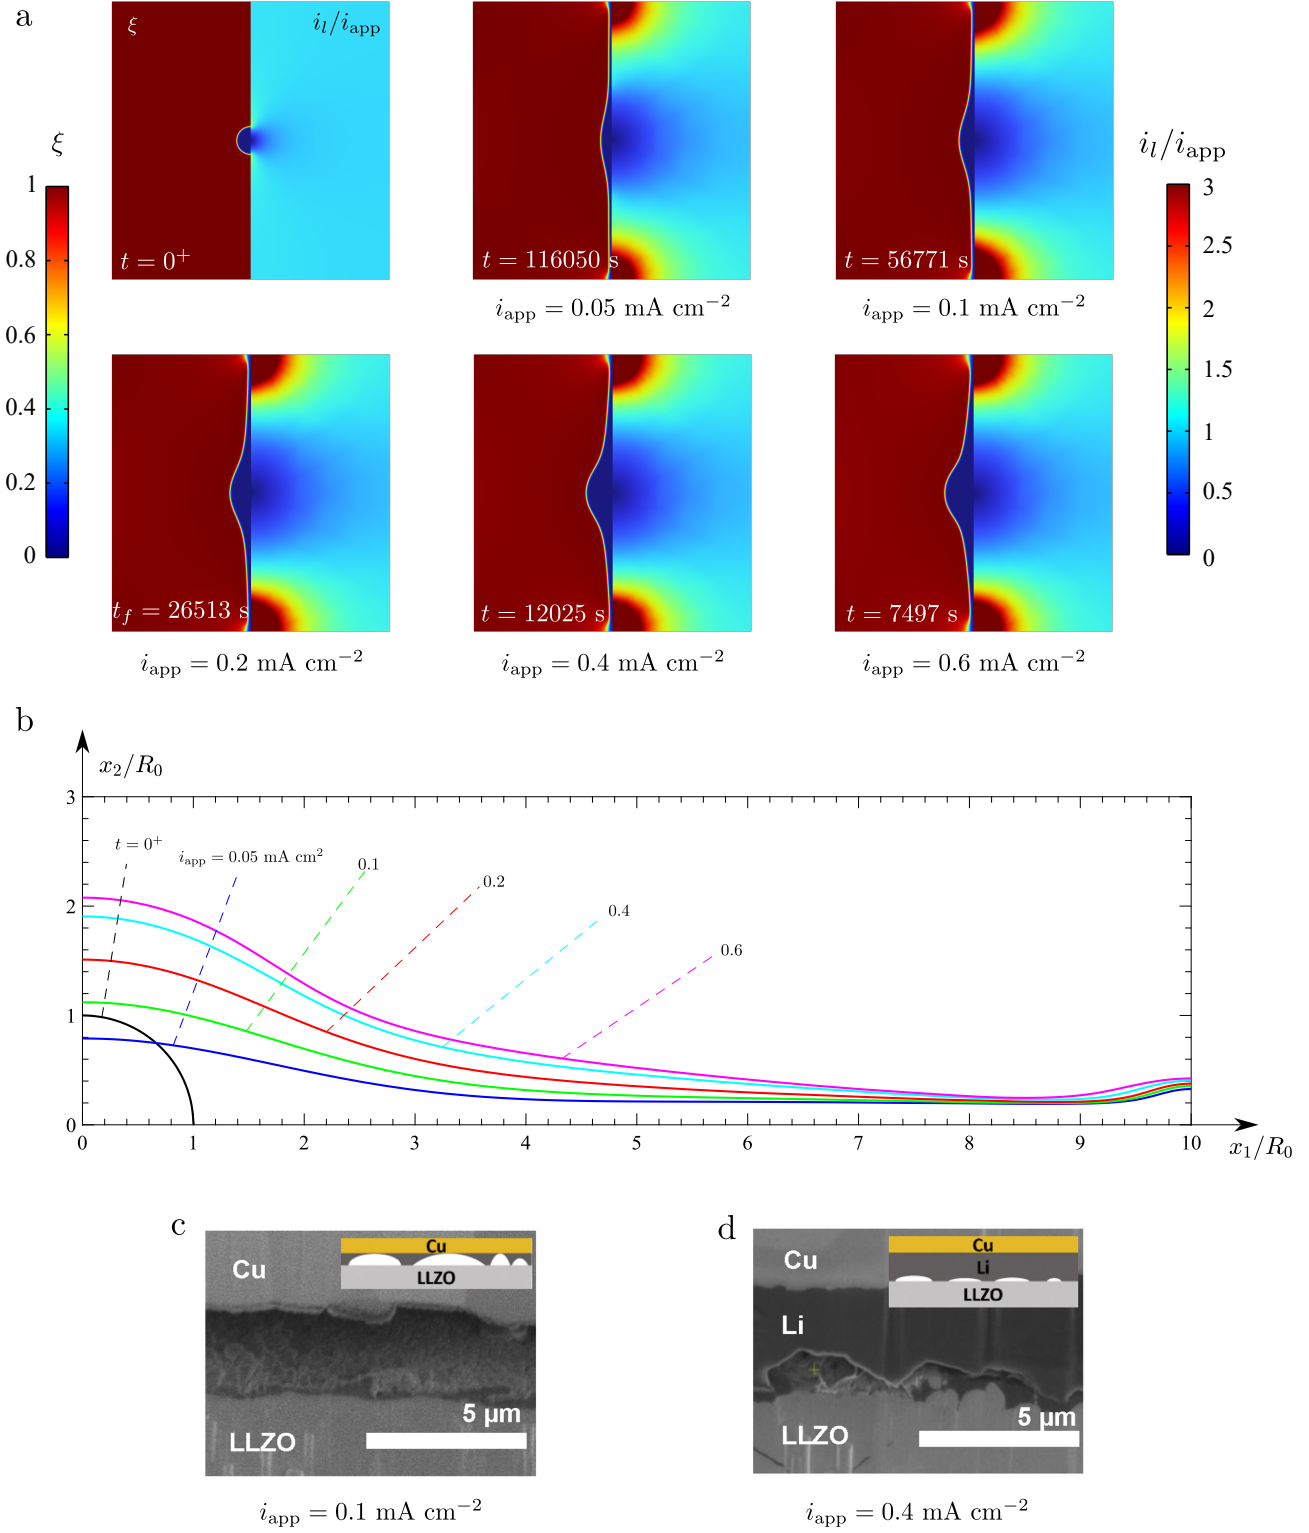 a
ξ
i_l/i_app
t = 0⁺
t = 116050 s
i_app = 0.05 mA cm⁻²
t = 56771 s
i_app = 0.1 mA cm⁻²
ξ
1
0.8
0.6
0.4
0.2
0
i_l/i_app
3
2.5
2
1.5
1
0.5
0
t_f = 26513 s
i_app = 0.2 mA cm⁻²
t = 12025 s
i_app = 0.4 mA cm⁻²
t = 7497 s
i_app = 0.6 mA cm⁻²
b
x₂/R₀
3
2
1
0
t = 0⁺
i_app = 0.05 mA cm²
0.1
0.2
0.4
0.6
0 1 2 3 4 5 6 7 8 9 10
x₁/R₀
c
Cu
Cu
LLZO
5 μm
LLZO
i_app = 0.1 mA cm⁻²
d
Cu
Cu
Li
LLZO
Li
5 μm
LLZO
i_app = 0.4 mA cm⁻²